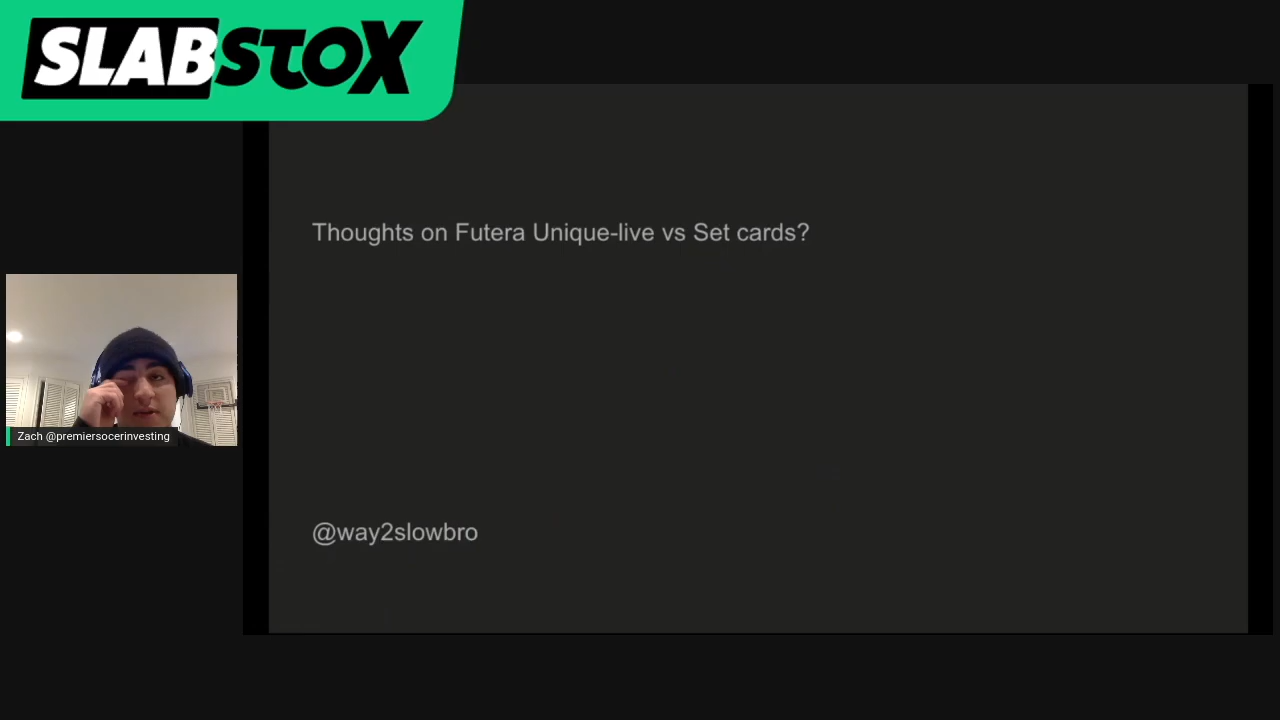 SLABSTOX
Thoughts on Futera Unique-live vs Set cards?
Zach @premiersocerinvesting
@way2slowbro